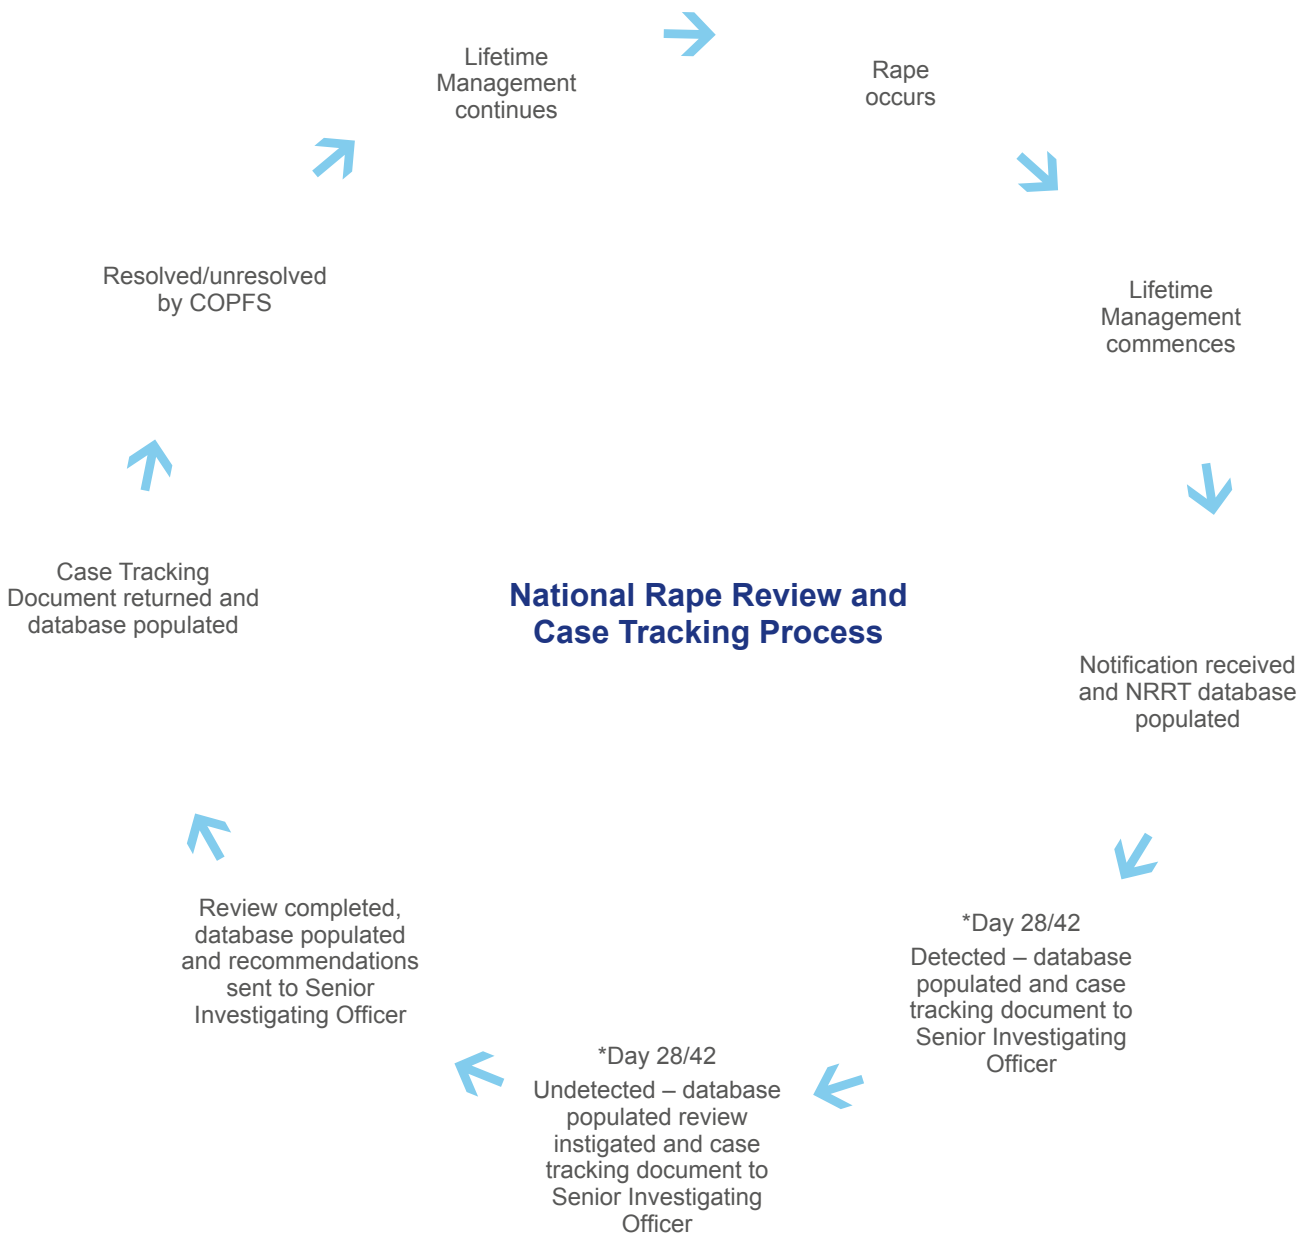 Lifetime
Management
continues
Rape
occurs
Lifetime
Management
commences
Notification received
and NRRT database
populated
*Day 28/42
Detected – database
populated and case
tracking document to
Senior Investigating
Officer
*Day 28/42
Undetected – database
populated review
instigated and case
tracking document to
Senior Investigating
Officer
Review completed,
database populated
and recommendations
sent to Senior
Investigating Officer
Case Tracking
Document returned and
database populated
Resolved/unresolved
by COPFS
National Rape Review and
Case Tracking Process